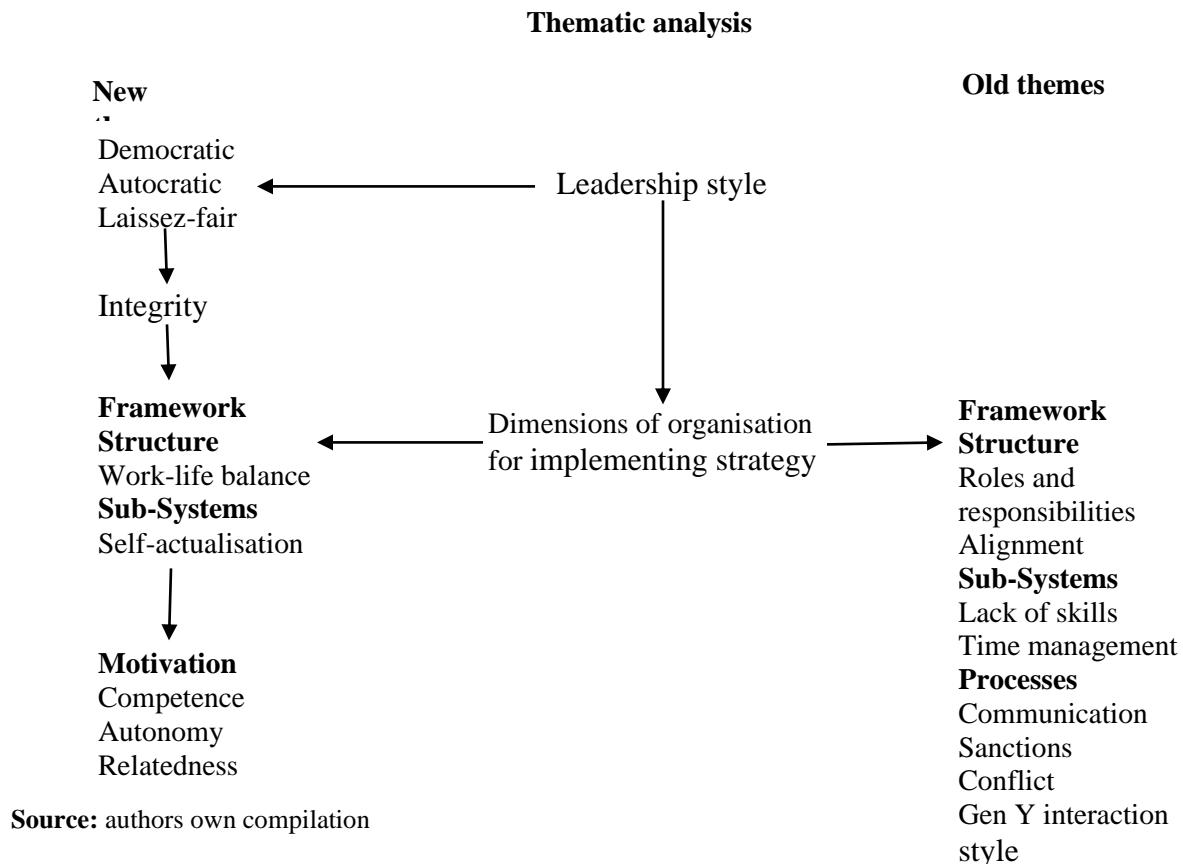 Thematic analysis
New
Democratic
Autocratic
Laissez-fair
Integrity
Framework
Structure
Work-life balance
Sub-Systems
Self-actualisation
Motivation
Competence
Autonomy
Relatedness
Leadership style
Dimensions of organisation
for implementing strategy
Old themes
Framework
Structure
Roles and
responsibilities
Alignment
Sub-Systems
Lack of skills
Time management
Processes
Communication
Sanctions
Conflict
Gen Y interaction
style
Source: authors own compilation